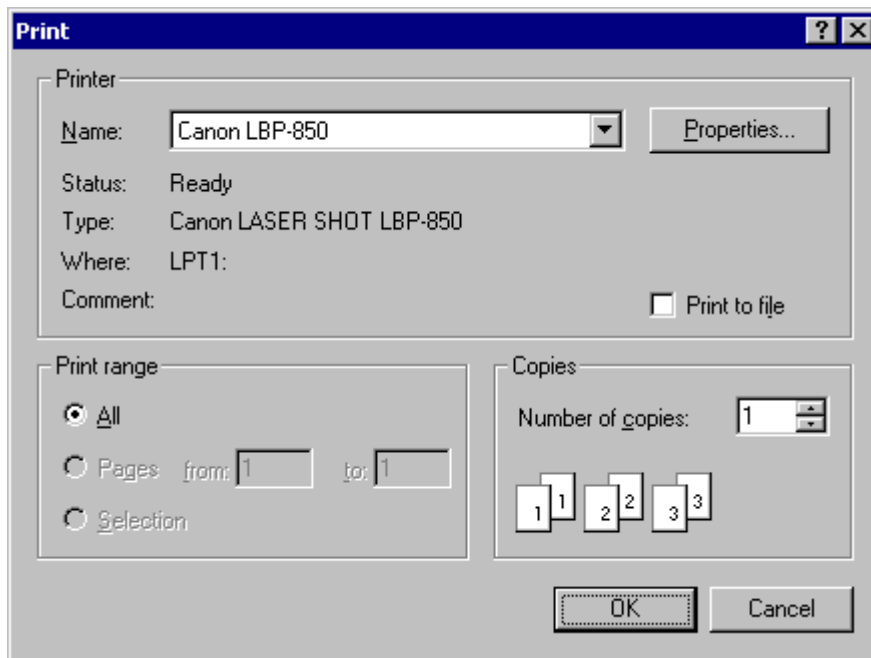 Print
Printer
Name: Canon LBP-850 Properties...
Status: Ready
Type: Canon LASER SHOT LBP-850
Where: LPT1:
Comment:
Print to file
Print range
All
Pages from: 1 to: 1
Selection
Copies
Number of copies: 1
1 1 2 2 3 3
OK Cancel